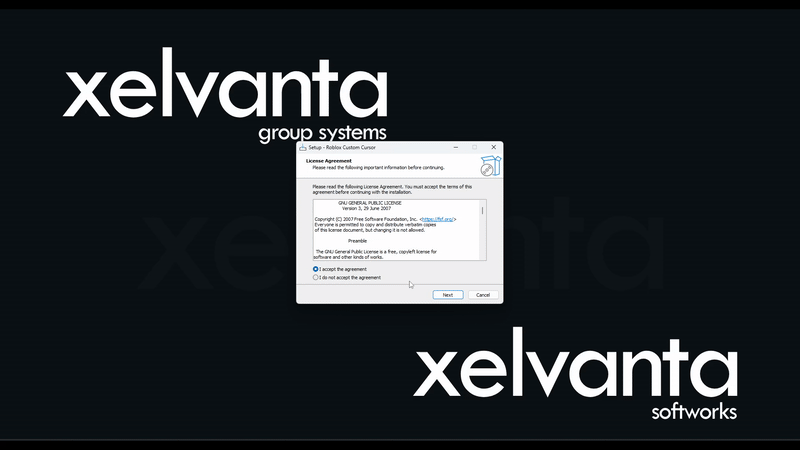 xelvanta
group systems
Setup - Roblox Custom Cursor
License Agreement
Please read the following important information before continuing.
Please read the following License Agreement. You must accept the terms of this
agreement before continuing with the installation.
GNU GENERAL PUBLIC LICENSE
Version 3, 29 June 2007
Copyright (C) 2007 Free Software Foundation, Inc. <https://fsf.org/>
Everyone is permitted to copy and distribute verbatim copies
of this license document, but changing it is not allowed.
Preamble
The GNU General Public License is a free, copyleft license for
software and other kinds of works.
I accept the agreement
I do not accept the agreement
Next
Cancel
xelvanta
xelvanta
softworks